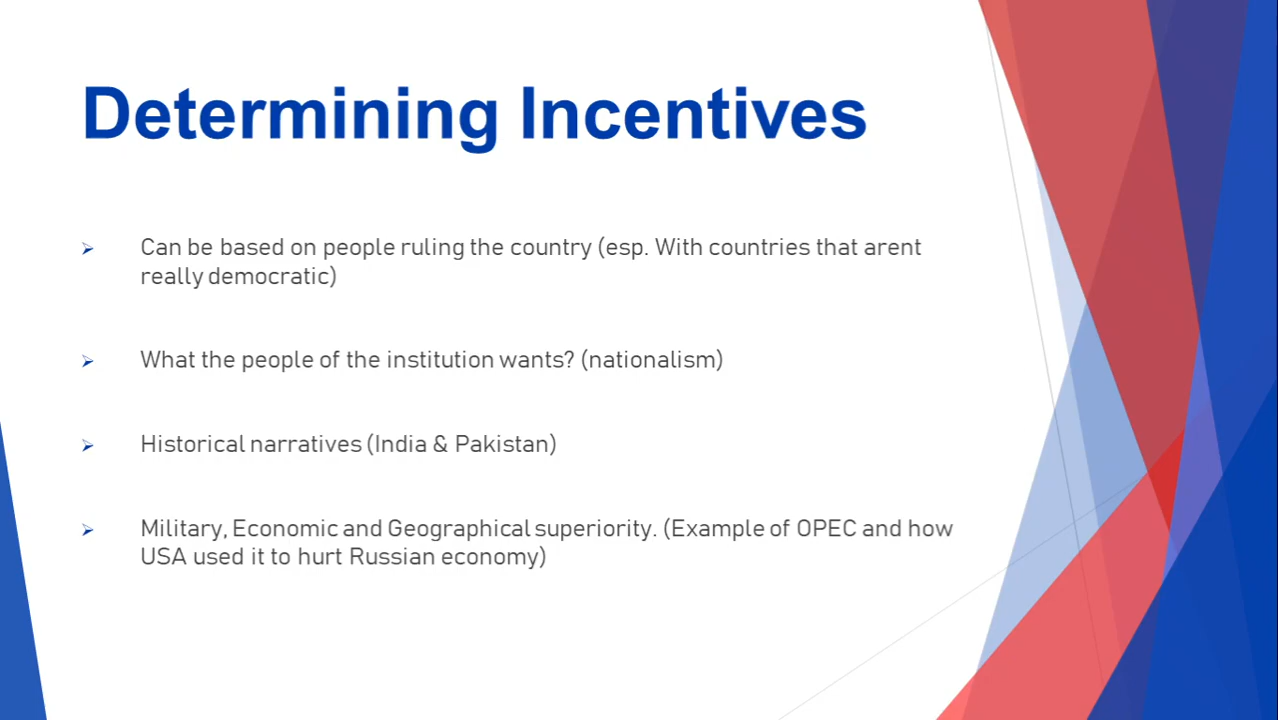 Determining Incentives
Can be based on people ruling the country (esp. With countries that arent
really democratic)
What the people of the institution wants? (nationalism)
Historical narratives (India & Pakistan)
Military, Economic and Geographical superiority. (Example of OPEC and how
USA used it to hurt Russian economy)